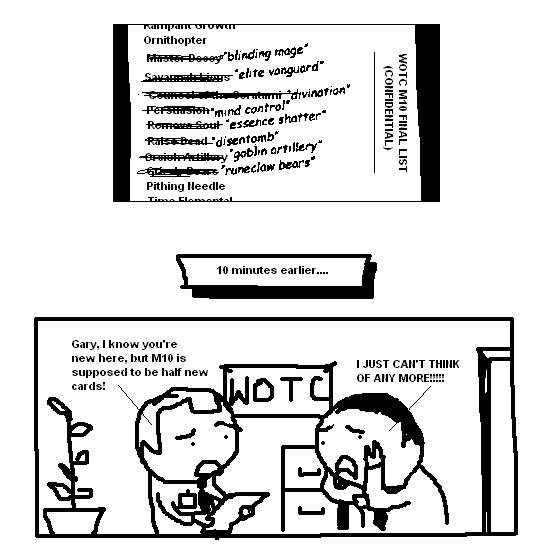 Rampant Growth
Ornithopter
Master Decoy "blinding mage"
Savannah Lions "elite vanguard"
Counsel of the Soratami "divination"
Persuasion "mind control"
Remove Soul "essence shatter"
Raise Dead "disentomb"
Orcish Artillery "goblin artillery"
Grizzly Bears "runeclaw bears"
Pithing Needle
Time Elemental
WOTC M10 FINAL LIST
(CONFIDENTIAL)
10 minutes earlier....
Gary, I know you're
new here, but M10 is
supposed to be half new
cards!
WOTC
I JUST CAN'T THINK
OF ANY MORE!!!!!